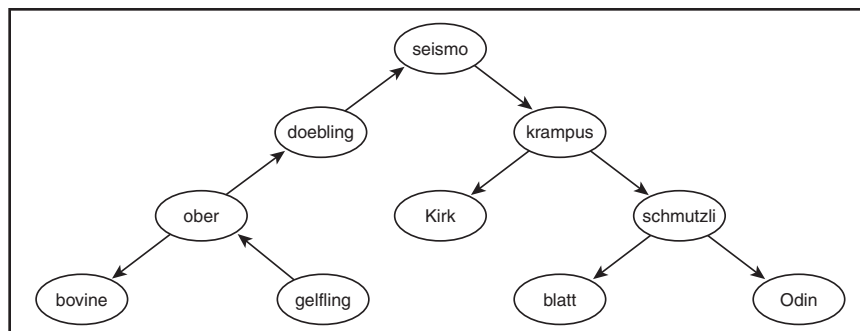 seismo
doebling krampus
ober Kirk schmutzli
bovine gelfling blatt Odin